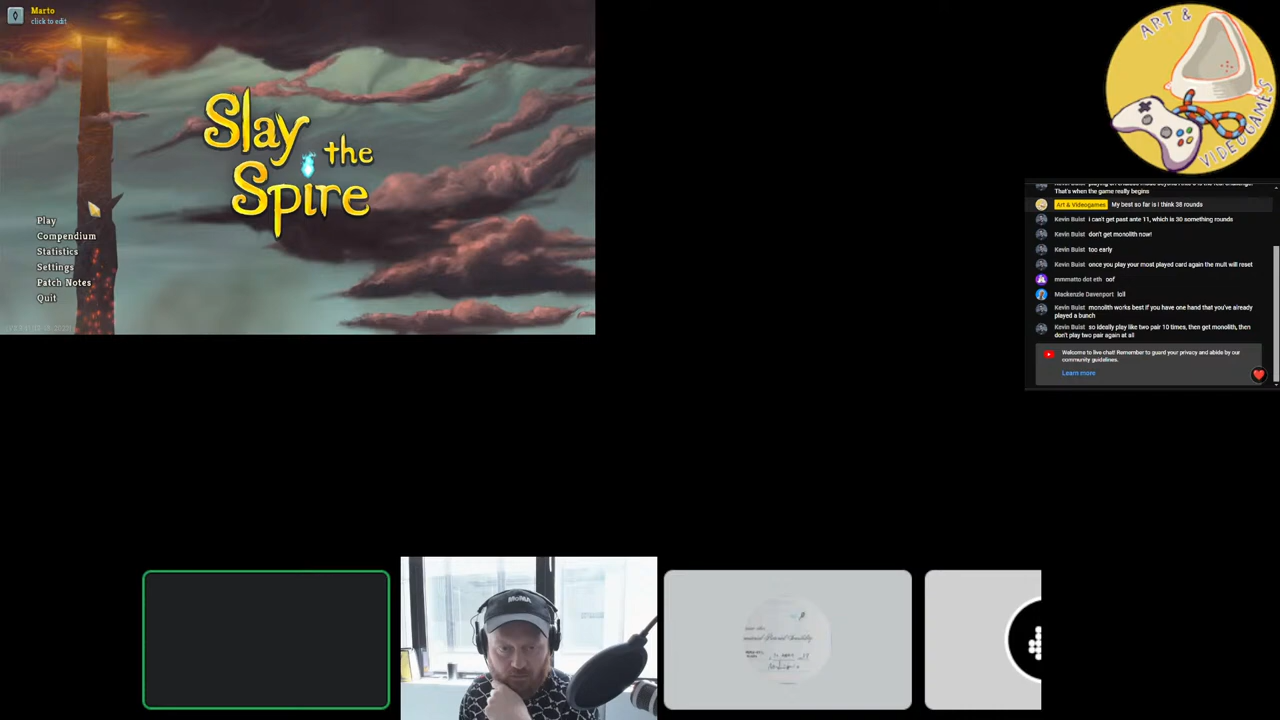 Marto
click to edit
Slay
the
Spire
Play
Compendium
Statistics
Settings
Patch Notes
Quit
ART &
VIDEOGAMES
That's when the game really begins
Art & Videogames My best so far is i think 38 rounds
Kevin Buist i can't get past ante 11, which is 30 something rounds
Kevin Buist don't get monolith now!
Kevin Buist too early
Kevin Buist once you play your most played card again the mult will reset
mmmatto dot eth oof
Mackenzie Davenport loll
Kevin Buist monolith works best if you have one hand that you've already
played a bunch
Kevin Buist so ideally play like two pair 10 times, then get monolith, then
don't play two pair again at all
Welcome to live chat! Remember to guard your privacy and abide by our
community guidelines.
Learn more
MoMA